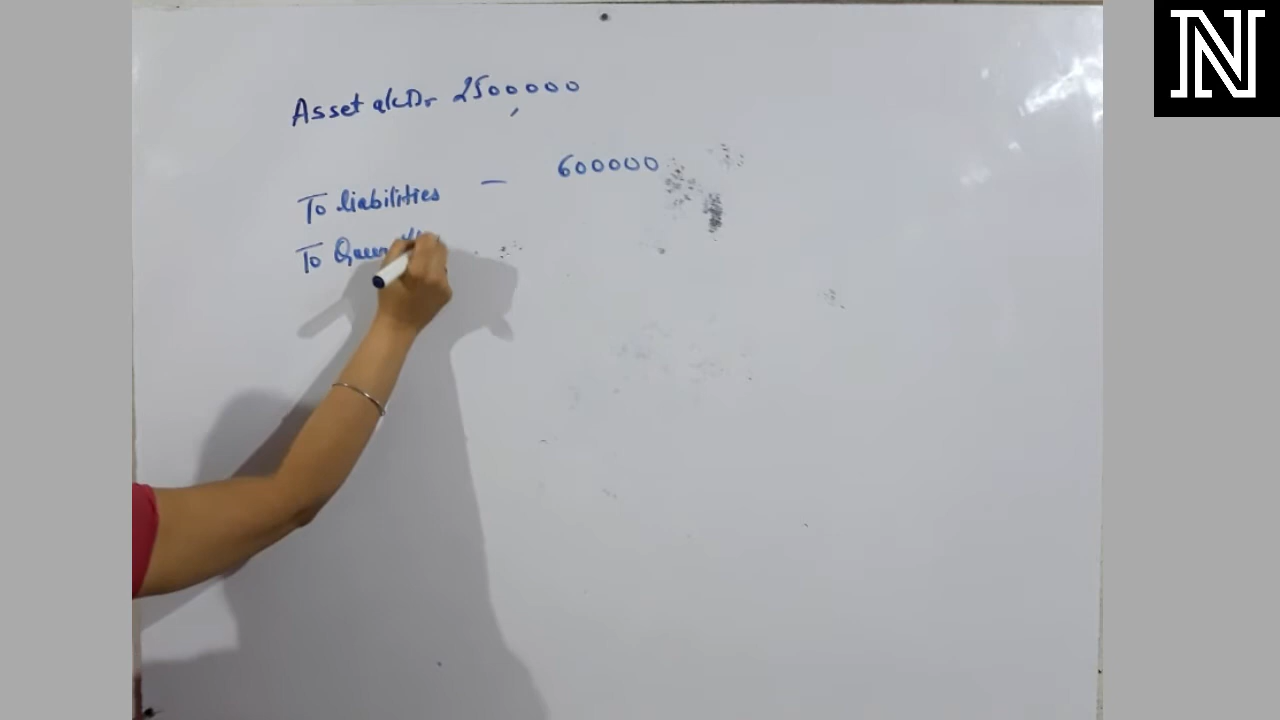 Asset a/c Dr 2500000
To liabilities — 600000
To
N